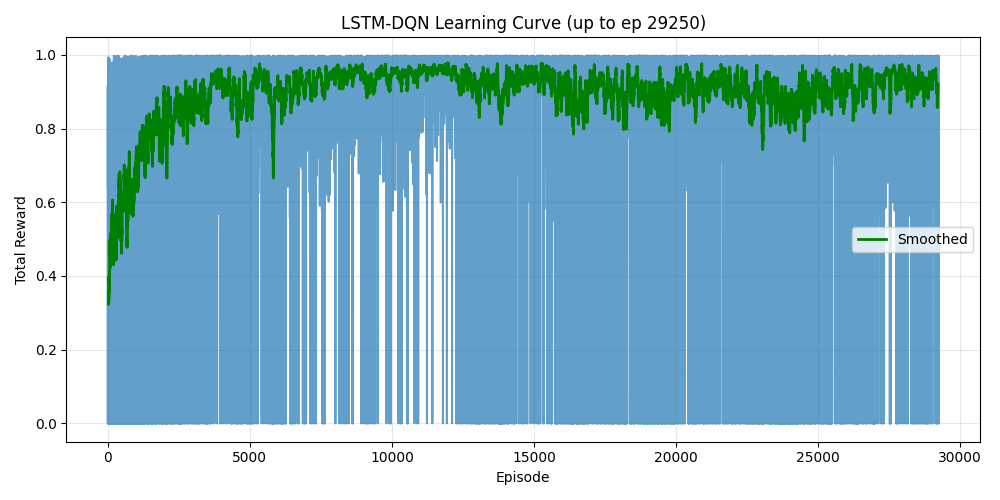 LSTM-DQN Learning Curve (up to ep 29250)
Total Reward
1.0
0.8
0.6
0.4
0.2
0.0
Smoothed
0 5000 10000 15000 20000 25000 30000
Episode